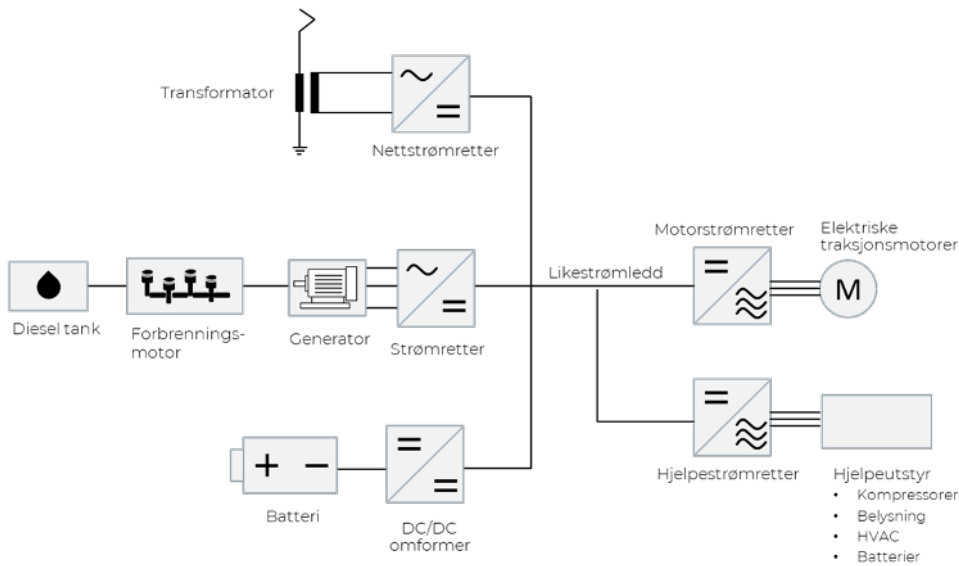 Transformator
Nettstrømretter
Motorstrømretter
Elektriske
traksjonsmotorer
Likestrømledd
M
Diesel tank
Forbrennings-
motor
Generator
Strømretter
+ −
Batteri
DC/DC
omformer
Hjelpestrømretter
Hjelpeutstyr
• Kompressorer
• Belysning
• HVAC
• Batterier